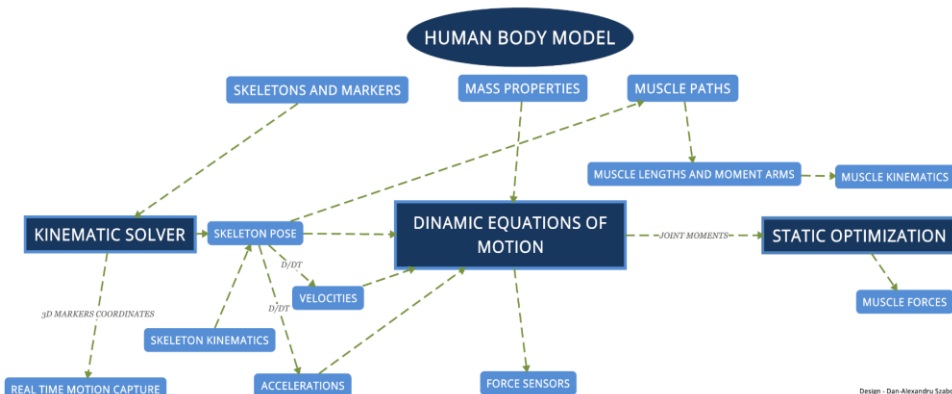 HUMAN BODY MODEL
SKELETONS AND MARKERS
MASS PROPERTIES
MUSCLE PATHS
MUSCLE LENGTHS AND MOMENT ARMS
MUSCLE KINEMATICS
KINEMATIC SOLVER
SKELETON POSE
DINAMIC EQUATIONS OF
MOTION
JOINT MOMENTS
STATIC OPTIMIZATION
D/DT
VELOCITIES
MUSCLE FORCES
D/DT
3D MARKERS COORDINATES
SKELETON KINEMATICS
REAL TIME MOTION CAPTURE
ACCELERATIONS
FORCE SENSORS
Design - Dan-Alexandru Szabo